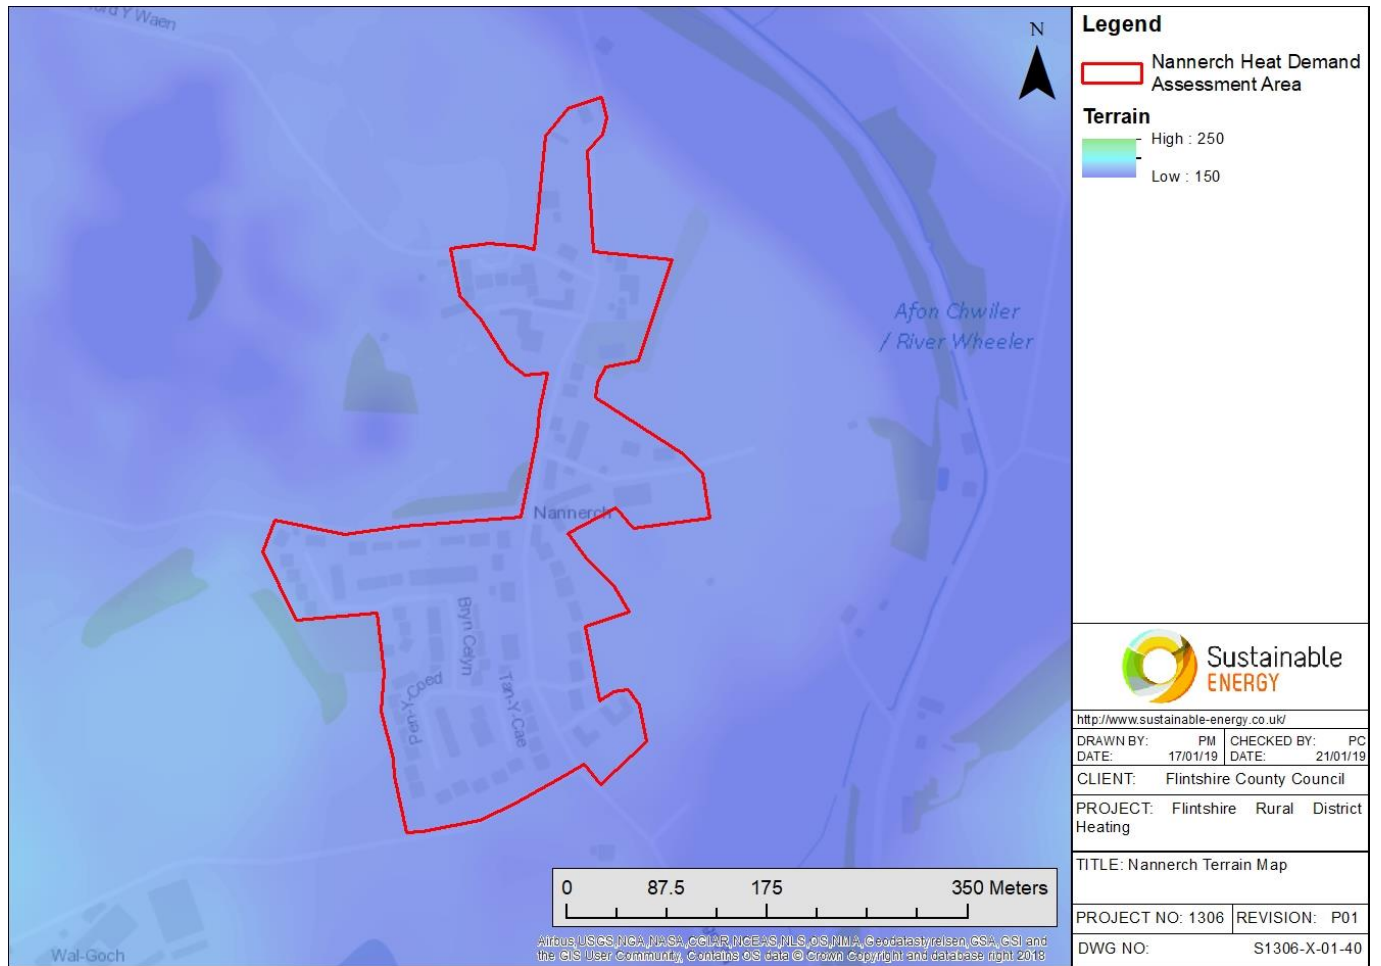 ord Y Waen
N
Afon Chwiler
/ River Wheeler
Nannerch
Bryn Celyn
Pen-Y-Coed
Tan-Y-Cae
Wal-Goch
0 87.5 175 350 Meters
Airbus,USGS,NGA,NASA,CGIAR,NCEAS,NLS,OS,NMA,Geodatastyrelsen,GSA,GSI and
the GIS User Community, Contains OS data © Crown Copyright and database right 2018
Legend
Nannerch Heat Demand
Assessment Area
Terrain
High : 250
Low : 150
Sustainable
ENERGY
http://www.sustainable-energy.co.uk/
DRAWN BY: PM CHECKED BY: PC
DATE: 17/01/19 DATE: 21/01/19
CLIENT: Flintshire County Council
PROJECT: Flintshire Rural District
Heating
TITLE: Nannerch Terrain Map
PROJECT NO: 1306 REVISION: P01
DWG NO: S1306-X-01-40